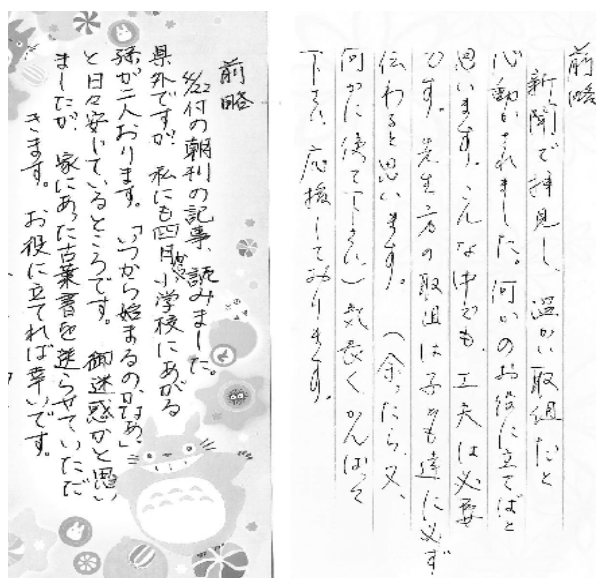 前略
新聞で拝見し、温かい取組だと
心動かされました。何かのお役に立てばと
思います。こんな中でも、工夫は必要
です。先生方の取組は子ども達に必ず
伝わると思います。(余ったら、又、
何かに使って下さい)気長く、がんばって
下さい。応援しております。
前略
4/22付の朝刊の記事、読みました。
県外ですが、私にも四月から小学校にあがる
孫が二人おります。「いつから始まるのかなぁ」
と日々案じているところです。御迷惑かと思い
ましたが、家にあった古葉書を送らせていただ
きます。お役に立てれば幸いです。